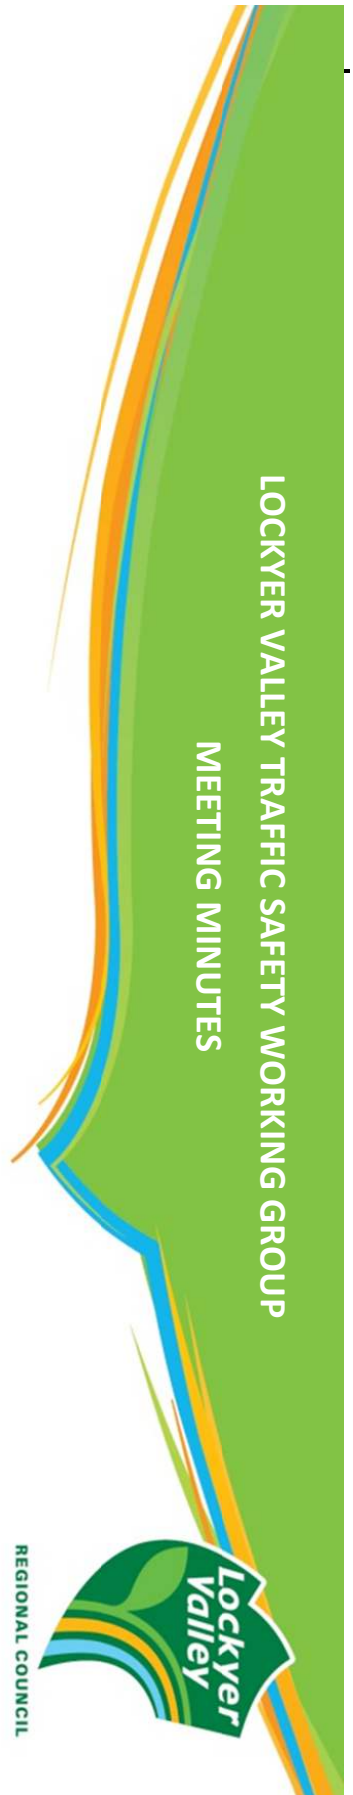 LOCKYER VALLEY TRAFFIC SAFETY WORKING GROUP
MEETING MINUTES
Lockyer
Valley
REGIONAL COUNCIL